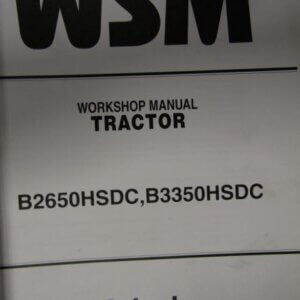 WSM
WORKSHOP MANUAL
TRACTOR
B2650HSDC,B3350HSDC